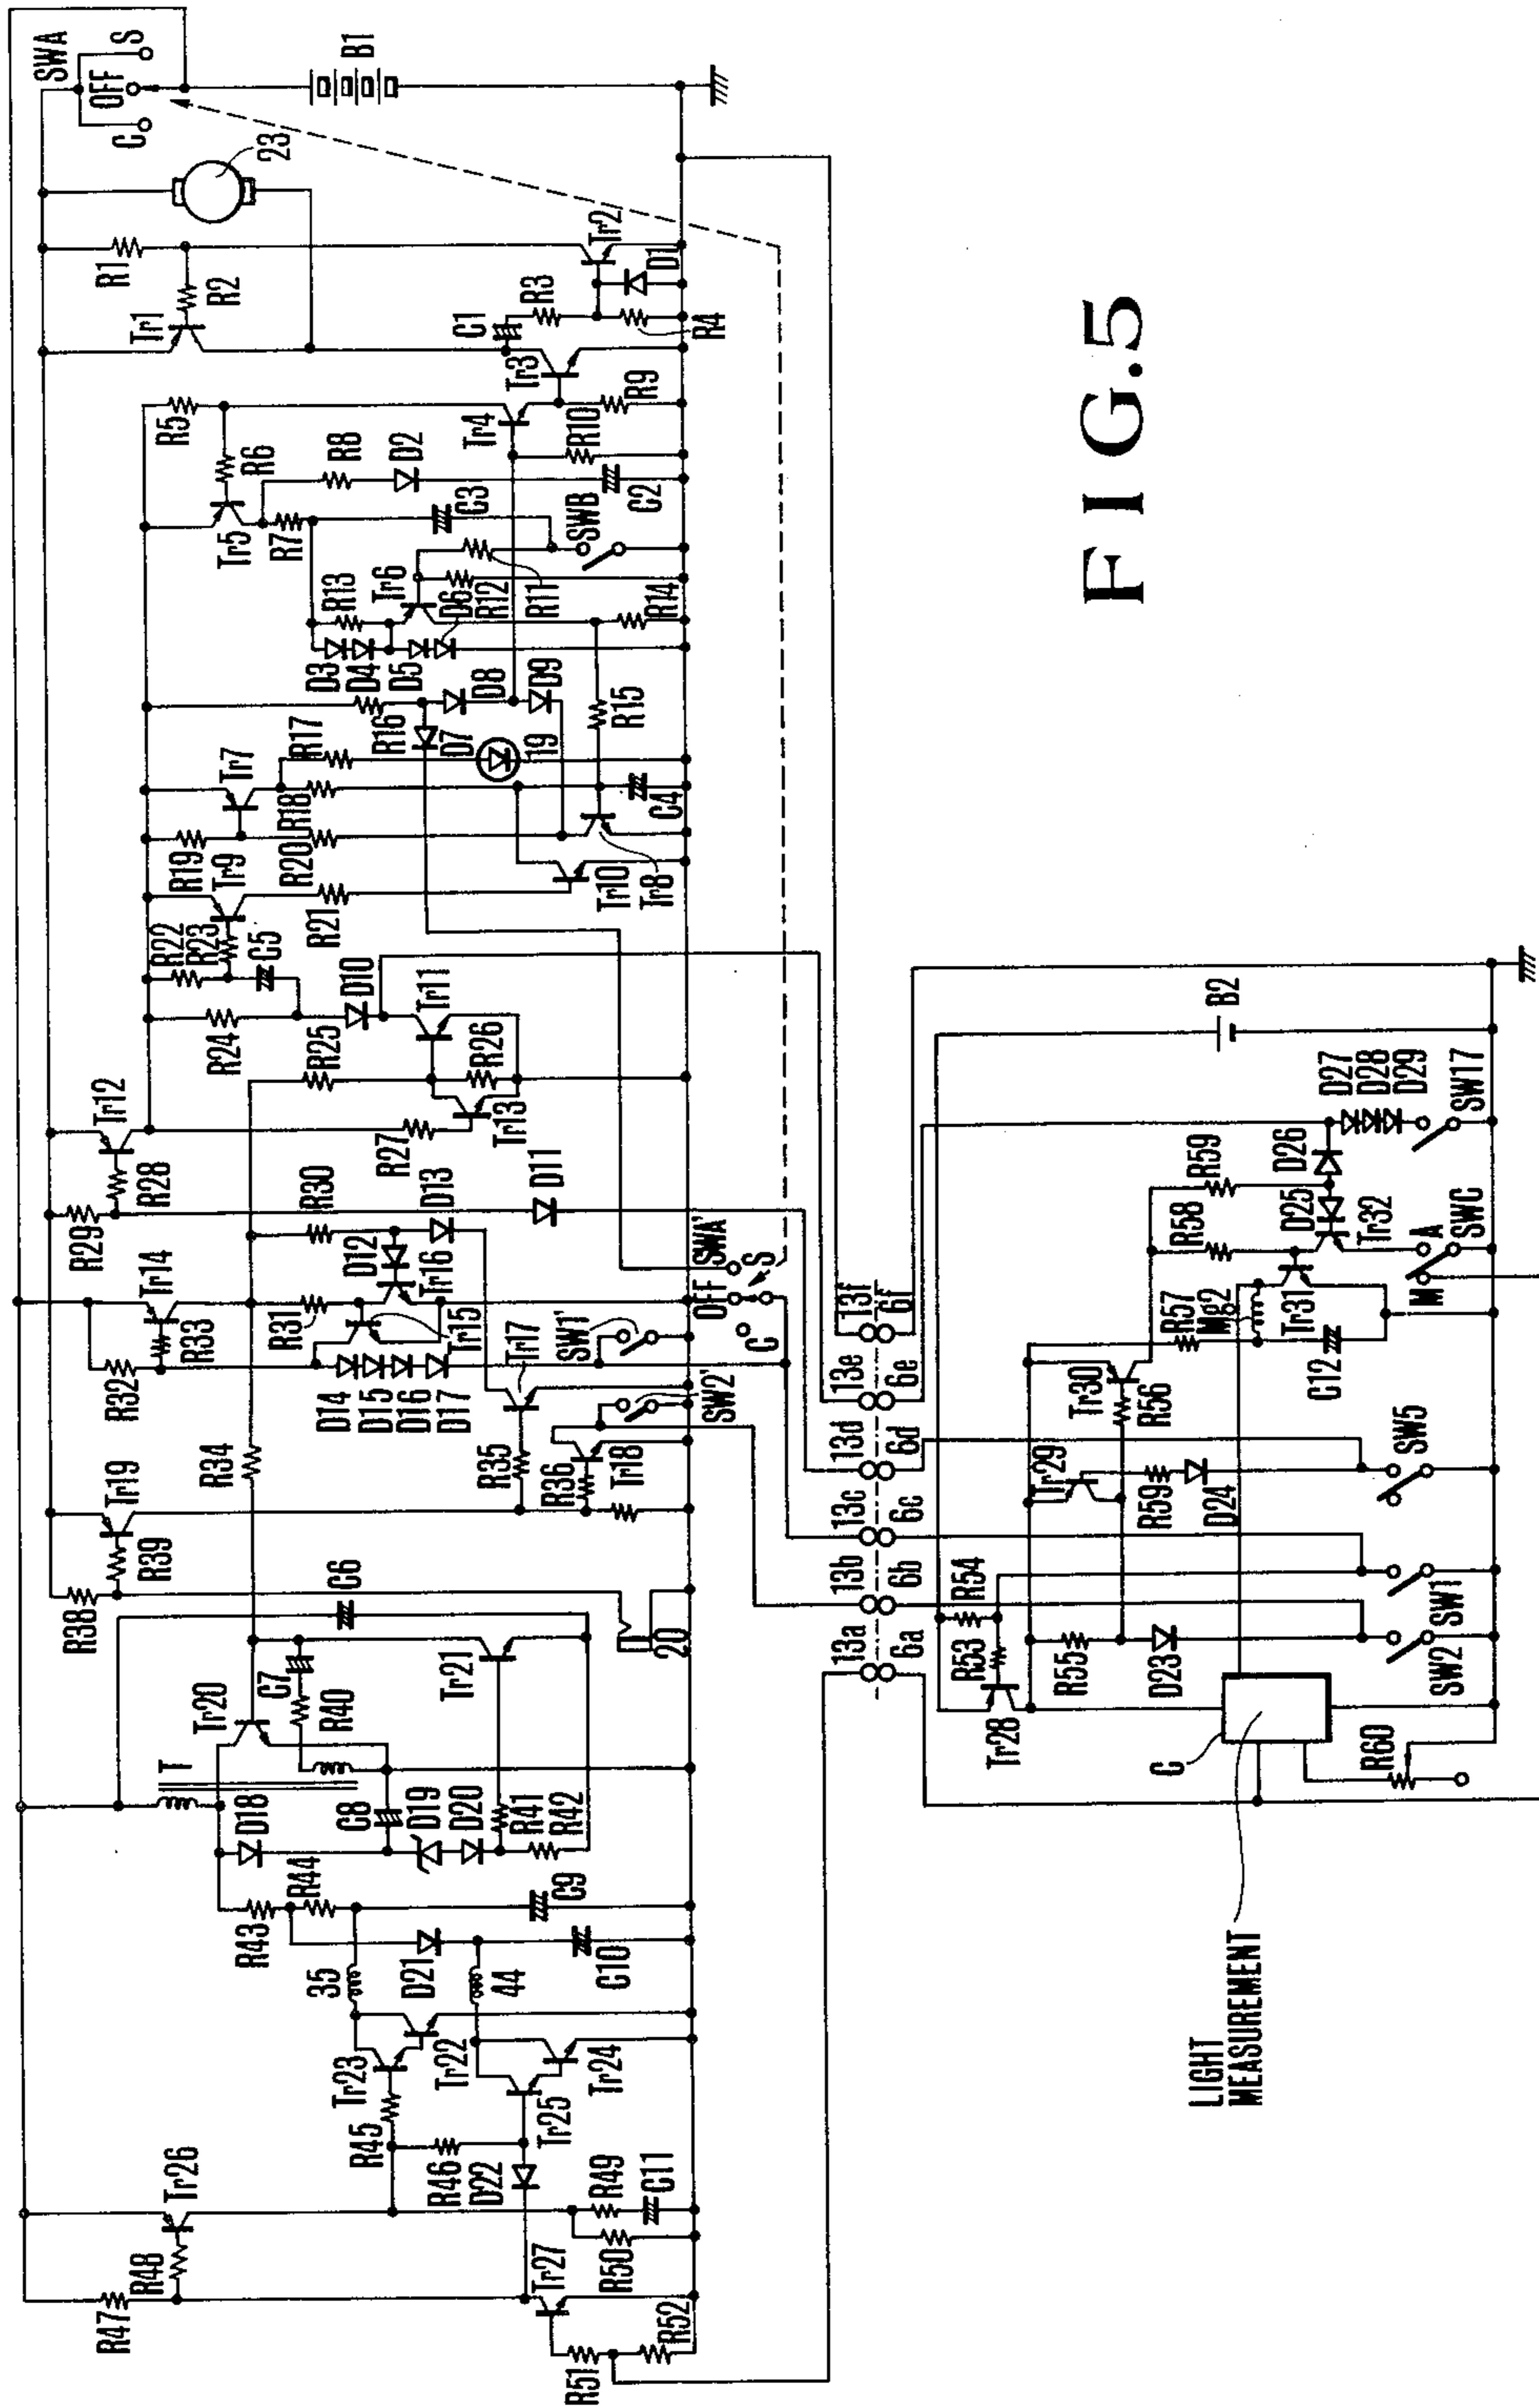 FIG.5
SWA
S
OFF
C
B1
23
R1
R2
Tr1
Tr2
D1
R3
R4
C1
Tr3
R5
R6
Tr4
R9
R10
R8
D2
C2
Tr5
R7
C3
SWB
R11
R12
Tr6
R13
D6
R14
D3
D4
D5
D8
D9
R15
R16
D7
R17
19
Tr7
R18
C4
R19
R20
Tr8
Tr9
Tr10
R21
R22
R23
C5
D10
Tr11
R24
R25
R26
Tr12
Tr13
R27
R28
R29
D11
R30
D13
D12
Tr14
Tr16
R31
Tr15
R33
R32
D14
D15
D16
D17
Tr17
SW1'
SW2'
SWA'
S
OFF
C
R34
R35
R36
Tr18
Tr19
R39
R38
20
C6
C7
R40
Tr21
Tr20
T
D18
C8
D19
D20
R41
R42
R43
R44
C9
35
D21
C10
44
Tr23
Tr22
Tr25
Tr24
R45
R46
D22
Tr26
R48
R47
R49
C11
R50
Tr27
R51
R52
13a
13b
13c
13d
13e
13f
6a
6b
6c
6d
6e
6f
B2
D27
D28
D29
SW17
D26
R59
R58
D25
Tr32
A
SWC
M
R57
Mg2
Tr31
C12
Tr30
R56
Tr29
R59
D24
SW5
R54
R53
R55
D23
SW1
SW2
Tr28
C
R60
LIGHT
MEASUREMENT